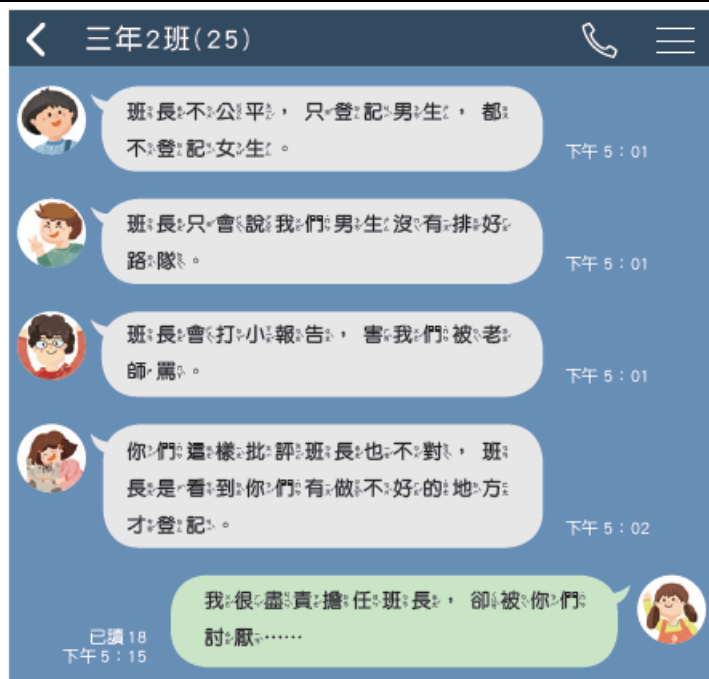 三年2班(25)
班長不公平，只登記男生，都
不登記女生。
下午 5：01
班長只會說我們男生沒有排好
路隊。
下午 5：01
班長會打小報告，害我們被老
師罵。
下午 5：01
你們這樣批評班長也不對，班
長是看到你們有做不好的地方
才登記。
下午 5：02
我很盡責擔任班長，卻被你們
討厭……
已讀 18
下午 5：15